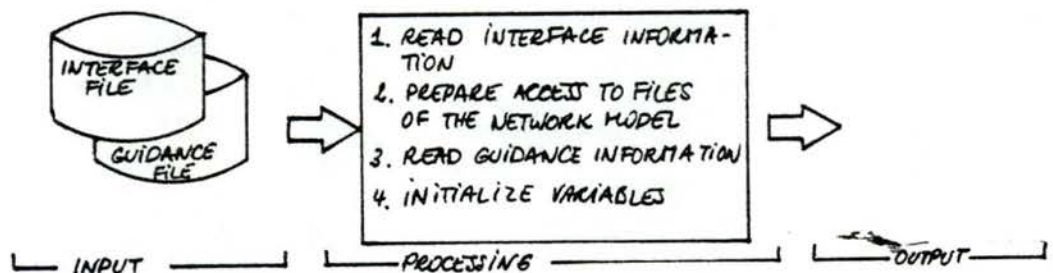 INTERFACE
FILE
GUIDANCE
FILE
1. READ INTERFACE INFORMA-
TION
2. PREPARE ACCESS TO FILES
OF THE NETWORK MODEL
3. READ GUIDANCE INFORMATION
4. INITIALIZE VARIABLES
INPUT
PROCESSING
OUTPUT